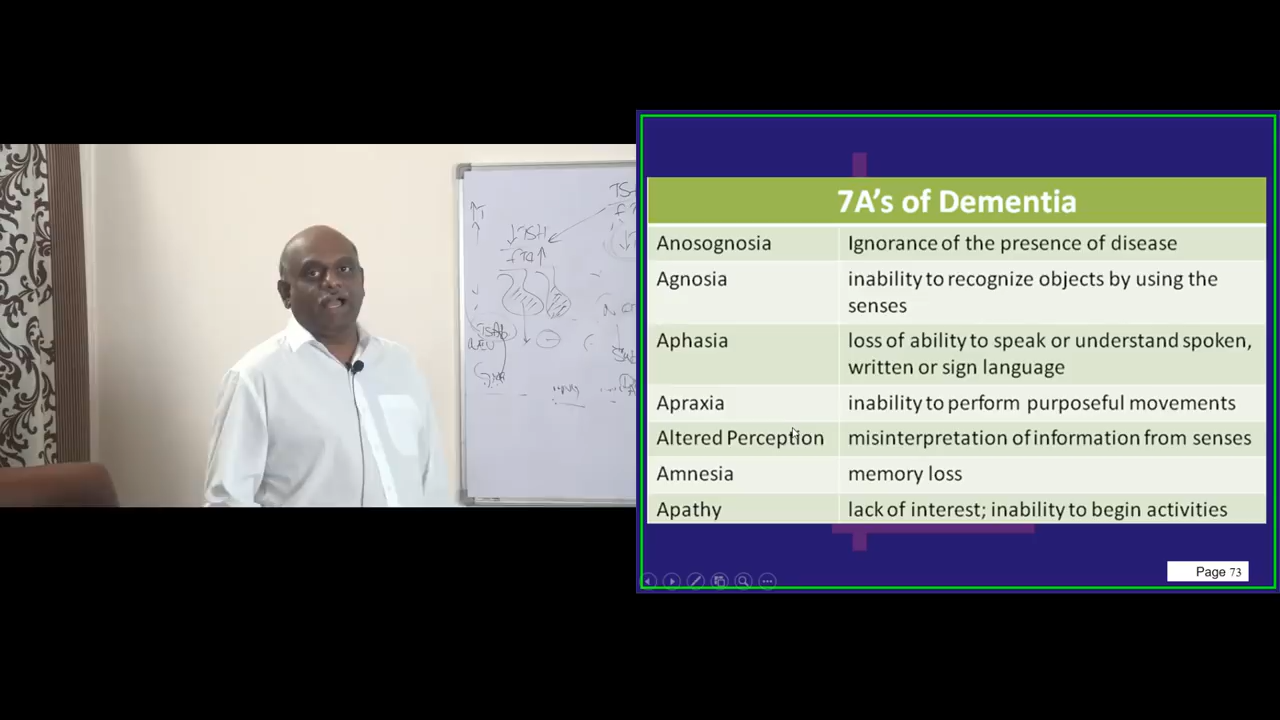 ↓TSH
fT4↑
7A's of Dementia
Anosognosia Ignorance of the presence of disease
Agnosia inability to recognize objects by using the
senses
Aphasia loss of ability to speak or understand spoken,
written or sign language
Apraxia inability to perform purposeful movements
Altered Perception misinterpretation of information from senses
Amnesia memory loss
Apathy lack of interest; inability to begin activities
Page 73